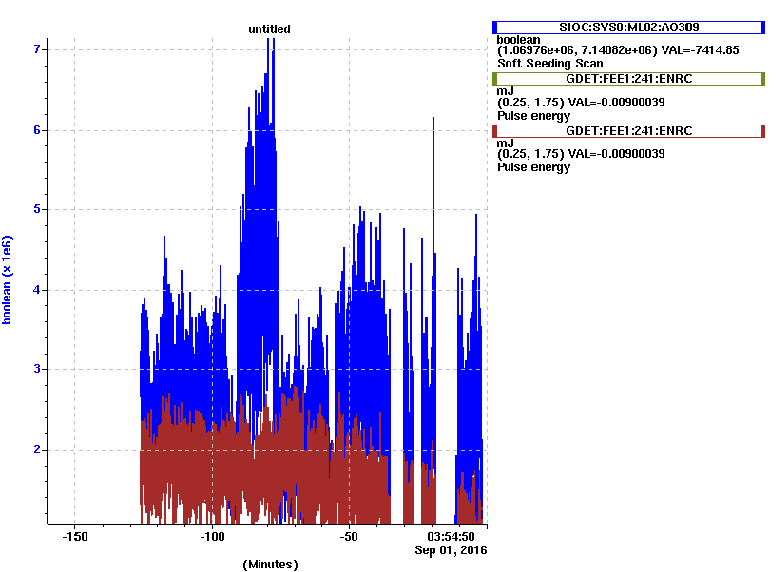 untitled
SIOC:SYS0:ML02:AO309
boolean
(1.06976e+06, 7.14082e+06) VAL=-7414.85
Soft Seeding Scan
GDET:FEE1:241:ENRC
mJ
(0.25, 1.75) VAL=-0.00900039
Pulse energy
GDET:FEE1:241:ENRC
mJ
(0.25, 1.75) VAL=-0.00900039
Pulse energy
7
6
5
4
3
2
boolean (x 1e6)
-150
-100
-50
03:54:50
Sep 01, 2016
(Minutes)